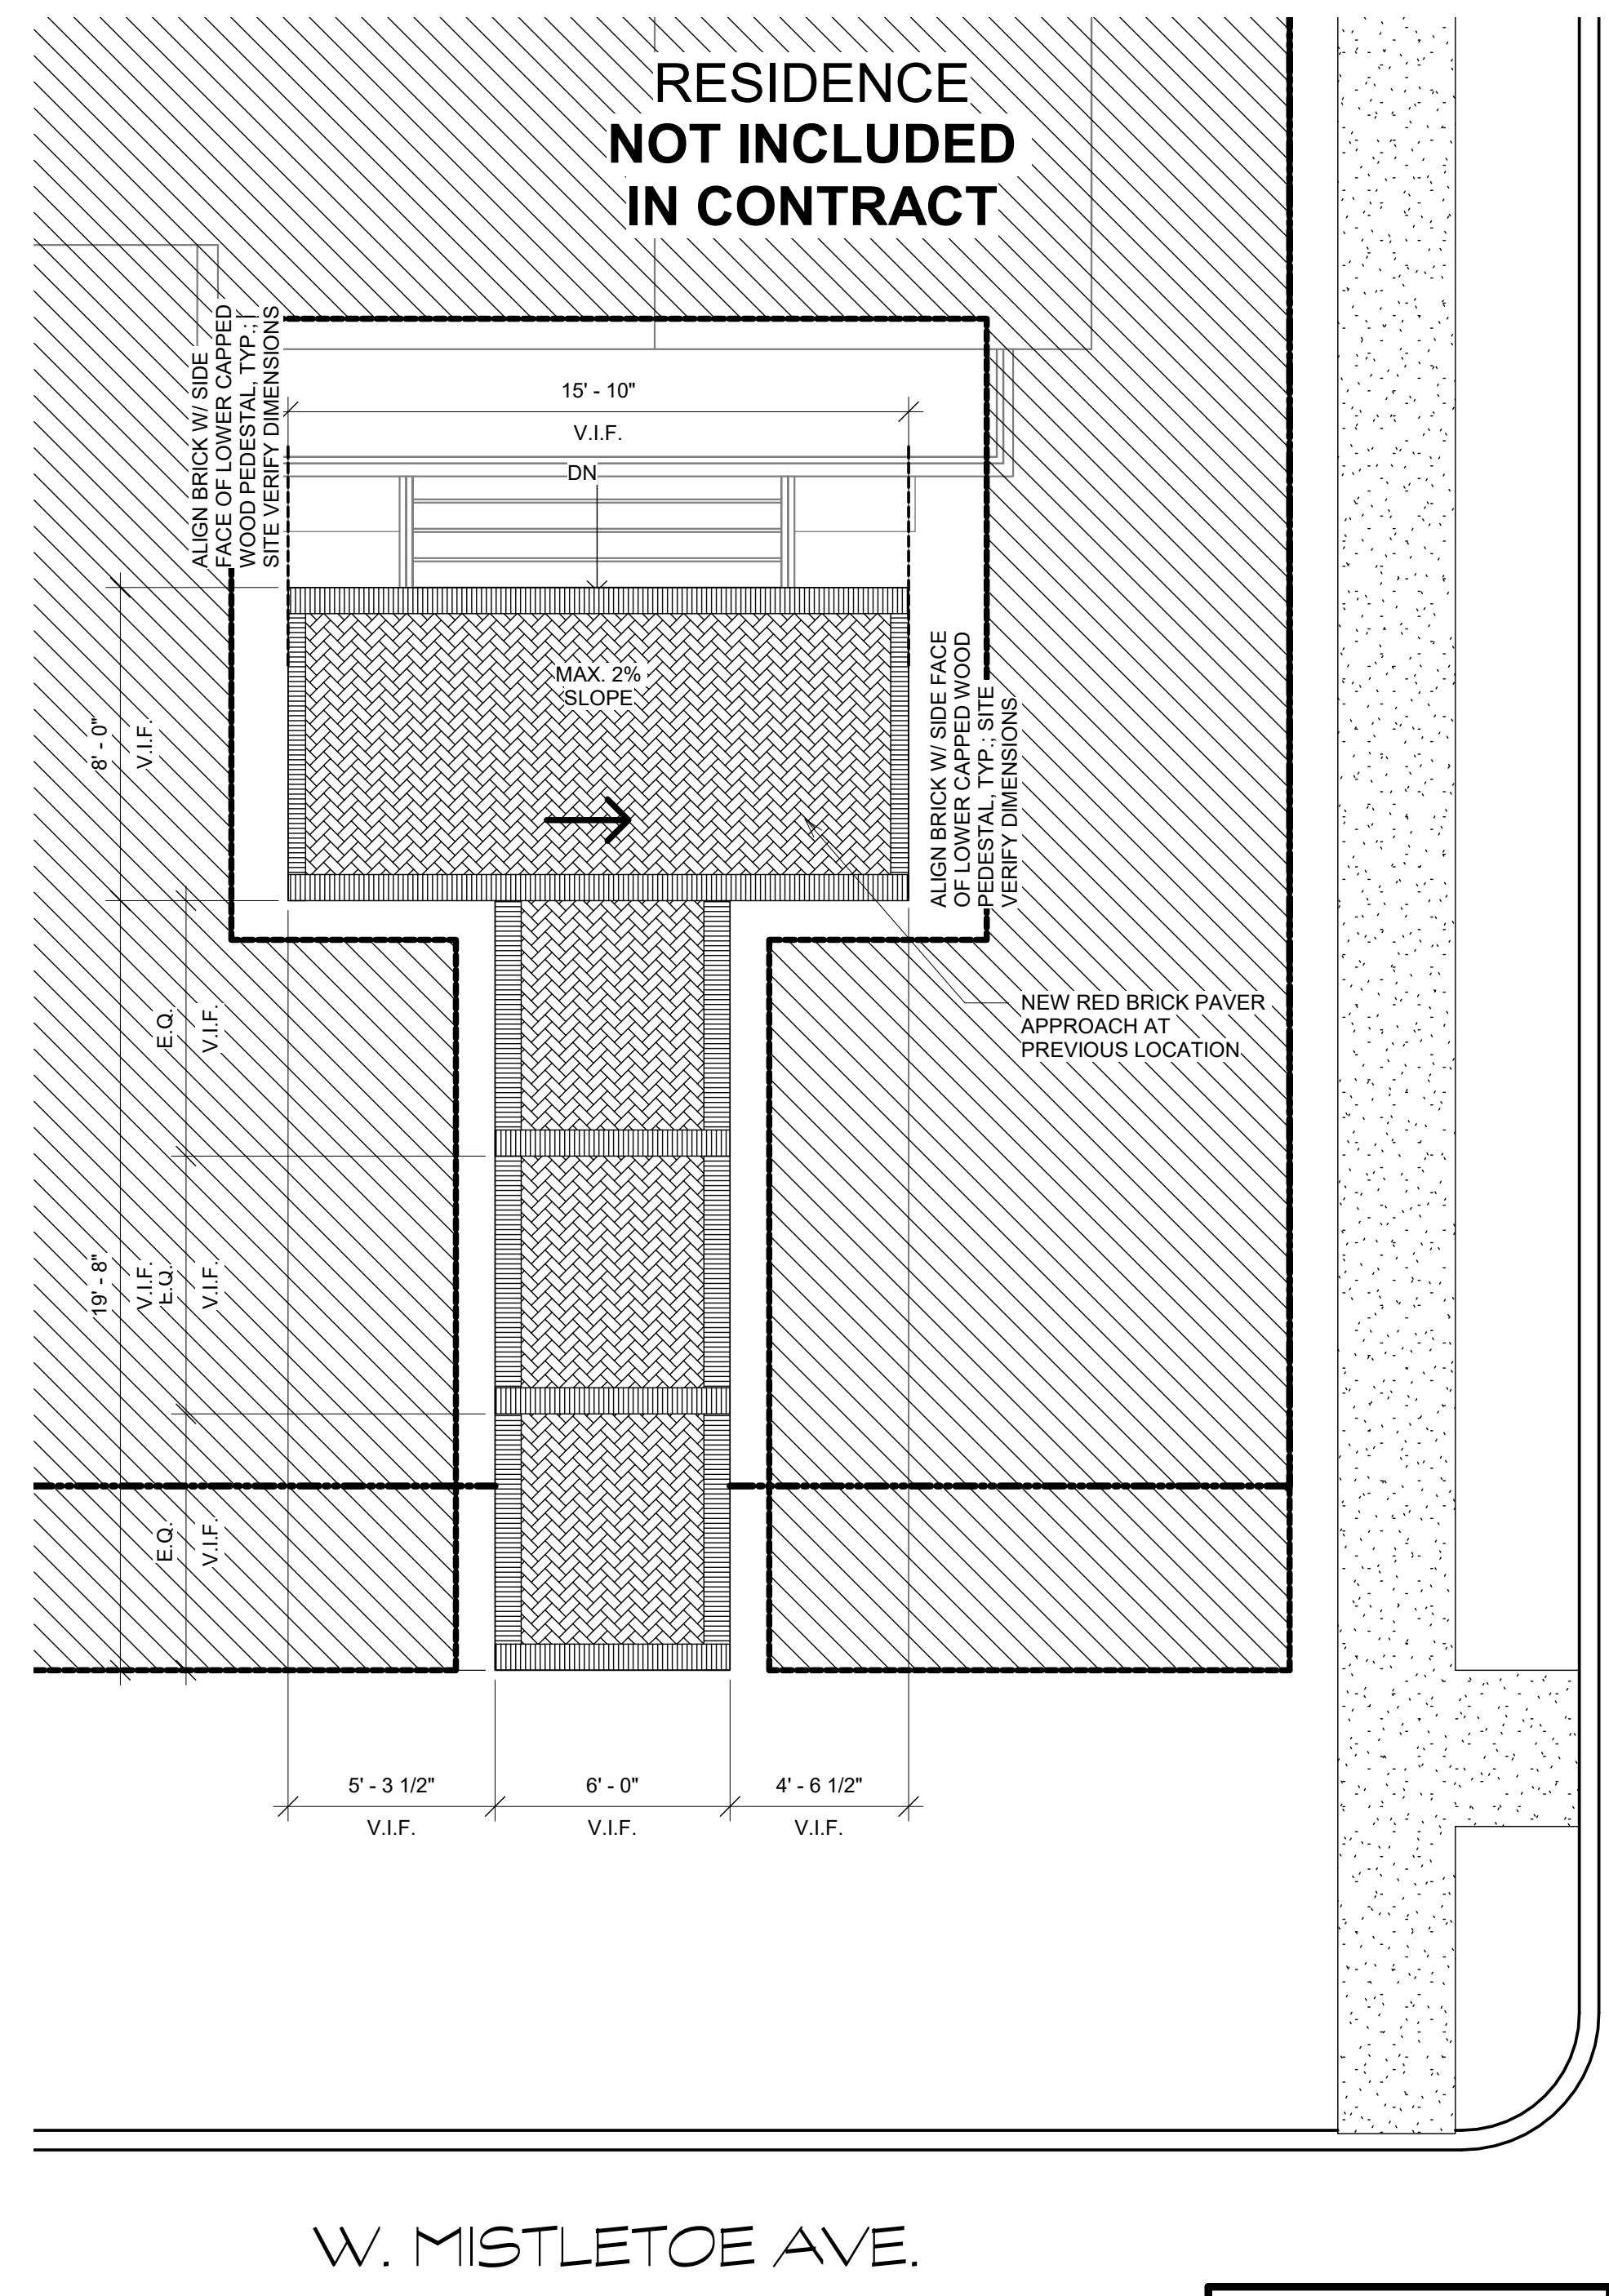 RESIDENCE
NOT INCLUDED
IN CONTRACT
ALIGN BRICK W/ SIDE
FACE OF LOWER CAPPED
WOOD PEDESTAL, TYP.;
SITE VERIFY DIMENSIONS
15' - 10"
V.I.F.
DN
MAX. 2%
SLOPE
8' - 0"
V.I.F.
ALIGN BRICK W/ SIDE FACE
OF LOWER CAPPED WOOD
PEDESTAL, TYP.; SITE
VERIFY DIMENSIONS
NEW RED BRICK PAVER
APPROACH AT
PREVIOUS LOCATION
E.Q.
V.I.F.
19' - 8"
V.I.F.
E.Q.
V.I.F.
E.Q.
V.I.F.
5' - 3 1/2"
V.I.F.
6' - 0"
V.I.F.
4' - 6 1/2"
V.I.F.
W. MISTLETOE AVE.